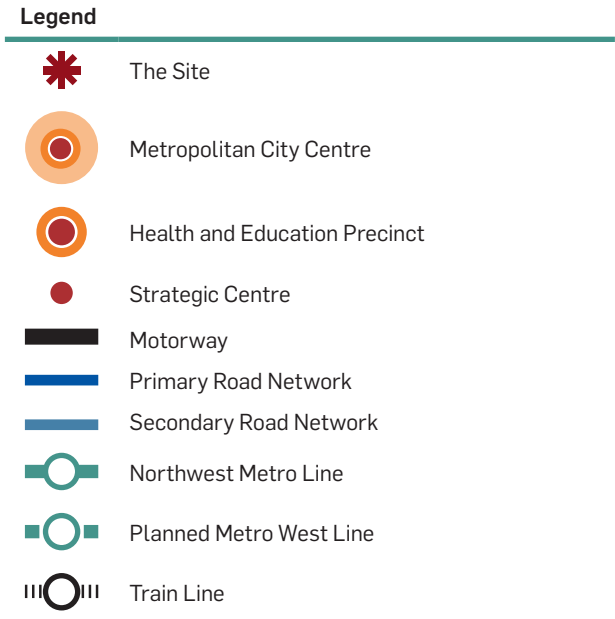 Legend
The Site
Metropolitan City Centre
Health and Education Precinct
Strategic Centre
Motorway
Primary Road Network
Secondary Road Network
Northwest Metro Line
Planned Metro West Line
Train Line